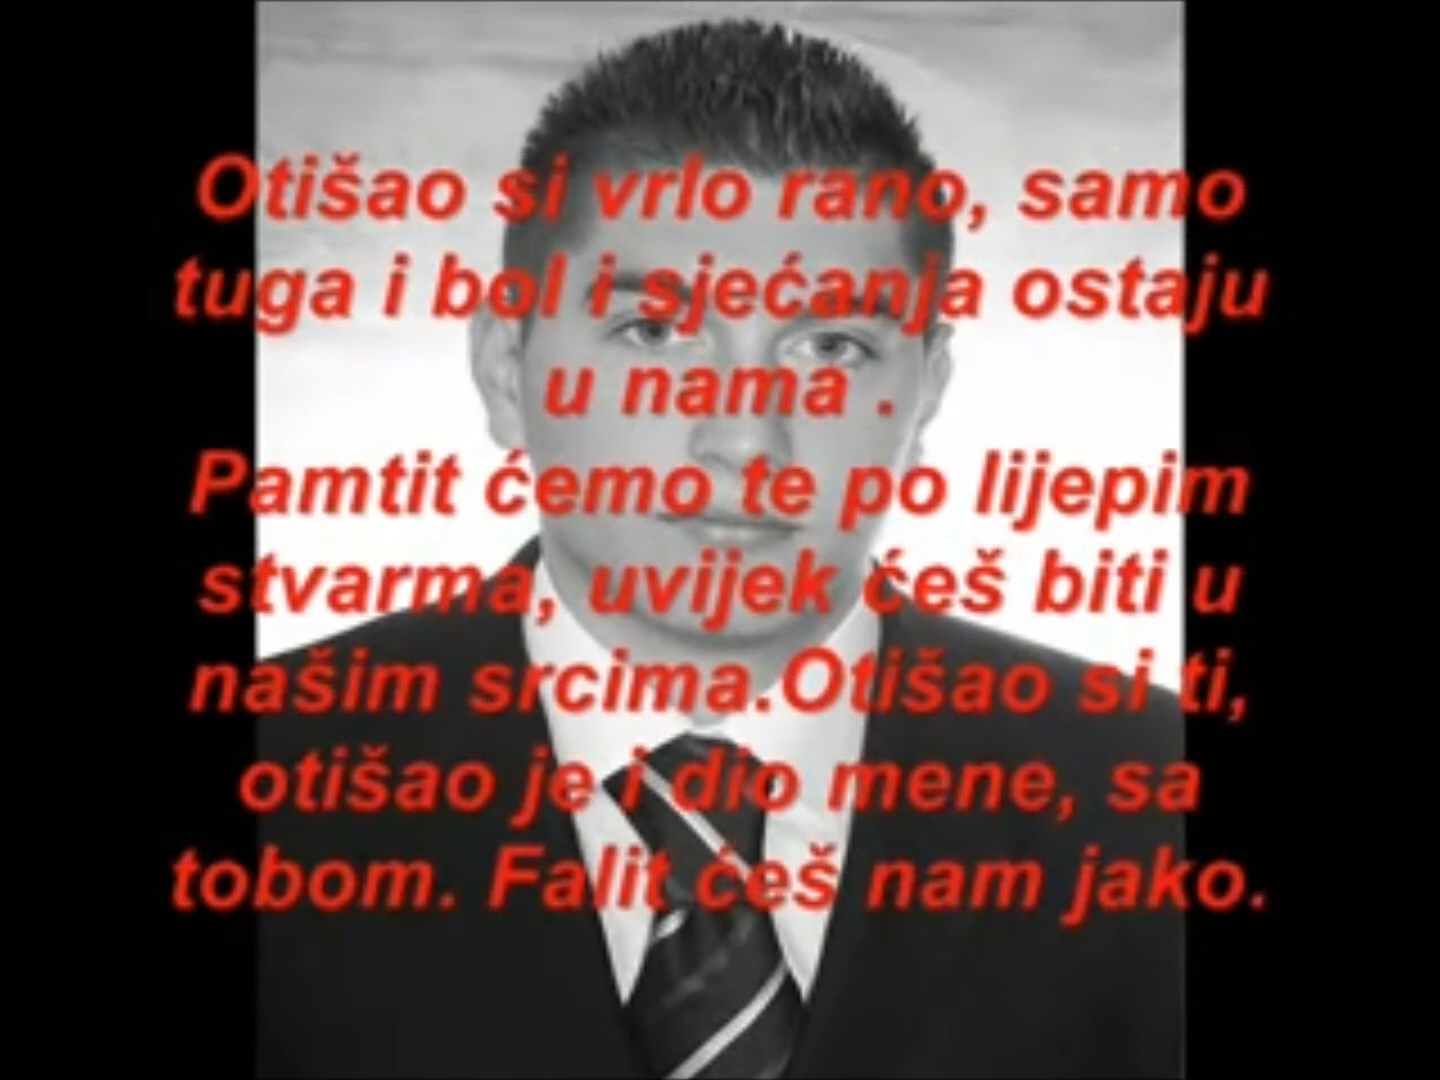 Otišao si vrlo rano, samo
tuga i bol i sjećanja ostaju
u nama .
Pamtit ćemo te po lijepim
stvarma, uvijek ćeš biti u
našim srcima.Otišao si ti,
otišao je i dio mene, sa
tobom. Falit ćeš nam jako.